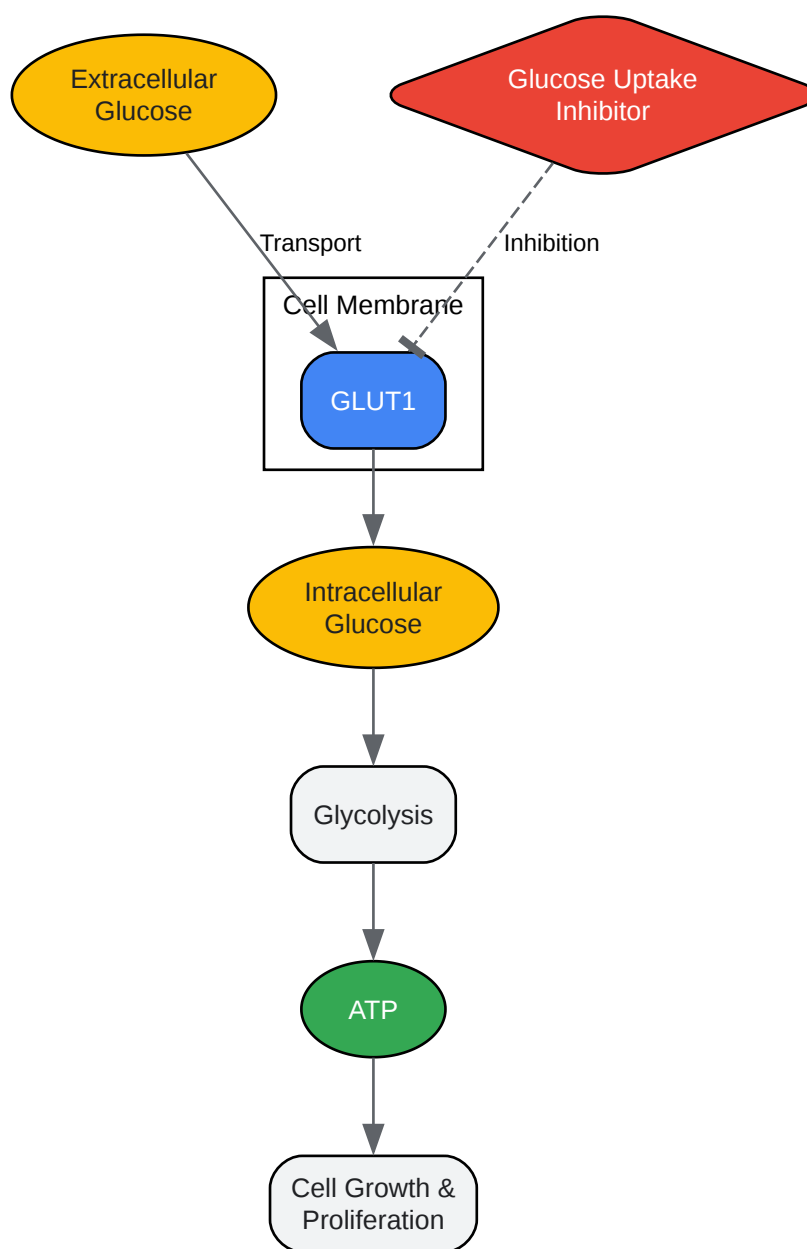 Extracellular
Glucose
Glucose Uptake
Inhibitor
Transport
Inhibition
Cell Membrane
GLUT1
Intracellular
Glucose
Glycolysis
ATP
Cell Growth &
Proliferation